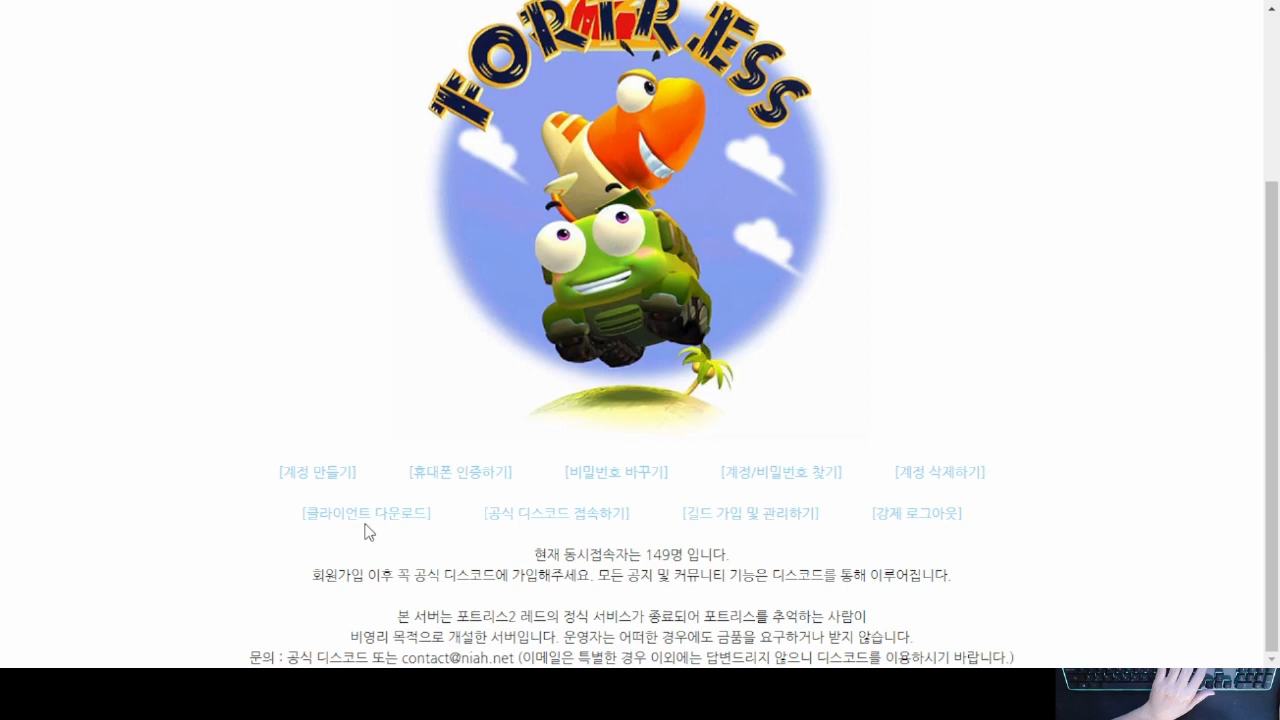 FORTRESS
[계정 만들기] [휴대폰 인증하기] [비밀번호 바꾸기] [계정/비밀번호 찾기] [계정 삭제하기]
[클라이언트 다운로드] [공식 디스코드 접속하기] [길드 가입 및 관리하기] [강제 로그아웃]
현재 동시접속자는 149명 입니다.
회원가입 이후 꼭 공식 디스코드에 가입해주세요. 모든 공지 및 커뮤니티 기능은 디스코드를 통해 이루어집니다.
본 서버는 포트리스2 레드의 정식 서비스가 종료되어 포트리스를 추억하는 사람이
비영리 목적으로 개설한 서버입니다. 운영자는 어떠한 경우에도 금품을 요구하거나 받지 않습니다.
문의 : 공식 디스코드 또는 contact@niah.net (이메일은 특별한 경우 이외에는 답변드리지 않으니 디스코드를 이용하시기 바랍니다.)